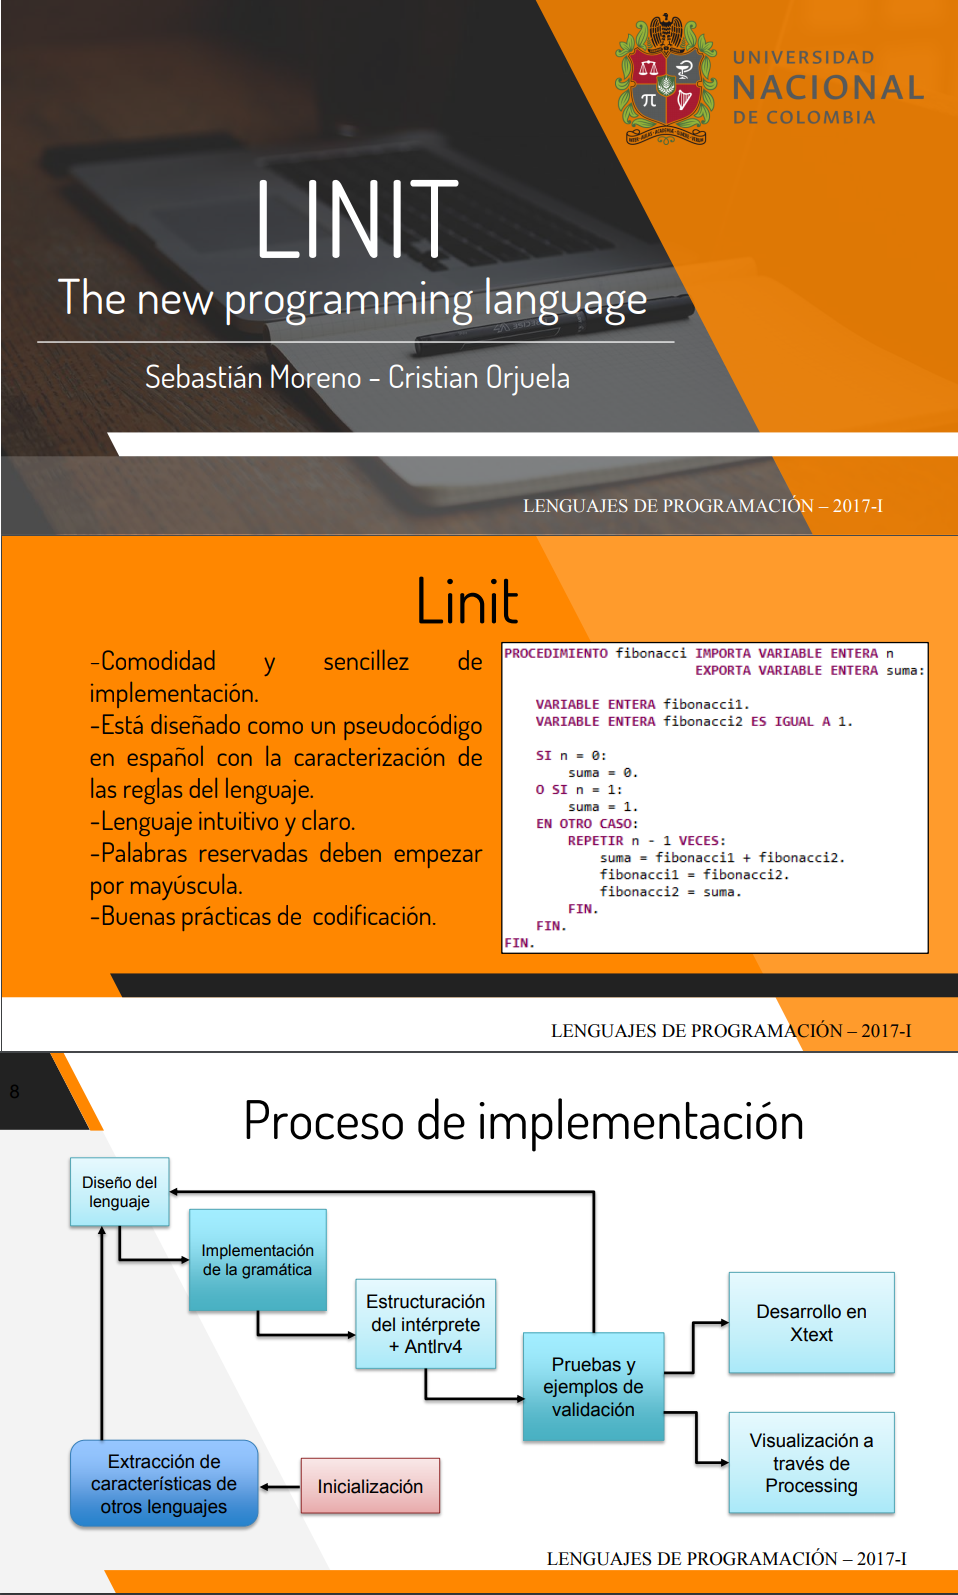 UNIVERSIDAD
NACIONAL
DE COLOMBIA
LINIT
The new programming language
Sebastián Moreno - Cristian Orjuela
LENGUAJES DE PROGRAMACIÓN – 2017-I
Linit
-Comodidad y sencillez de
implementación.
-Está diseñado como un pseudocódigo
en español con la caracterización de
las reglas del lenguaje.
-Lenguaje intuitivo y claro.
-Palabras reservadas deben empezar
por mayúscula.
-Buenas prácticas de codificación.
PROCEDIMIENTO fibonacci IMPORTA VARIABLE ENTERA n
EXPORTA VARIABLE ENTERA suma:
VARIABLE ENTERA fibonacci1.
VARIABLE ENTERA fibonacci2 ES IGUAL A 1.
SI n = 0:
suma = 0.
O SI n = 1:
suma = 1.
EN OTRO CASO:
REPETIR n - 1 VECES:
suma = fibonacci1 + fibonacci2.
fibonacci1 = fibonacci2.
fibonacci2 = suma.
FIN.
FIN.
FIN.
LENGUAJES DE PROGRAMACIÓN – 2017-I
8
Proceso de implementación
Diseño del
lenguaje
Implementación
de la gramática
Estructuración
del intérprete
+ Antlrv4
Pruebas y
ejemplos de
validación
Desarrollo en
Xtext
Visualización a
través de
Processing
Extracción de
características de
otros lenguajes
Inicialización
LENGUAJES DE PROGRAMACIÓN – 2017-I